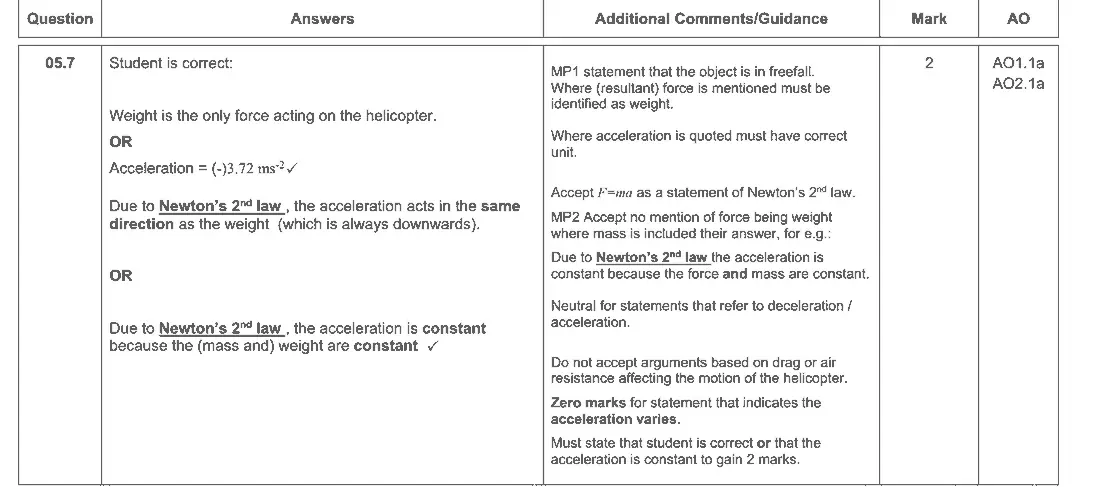 Question Answers Additional Comments/Guidance Mark AO
05.7 Student is correct: 2 AO1.1a
AO2.1a
Weight is the only force acting on the helicopter.
OR
Acceleration = (-)3.72 ms⁻² ✓
Due to Newton's 2nd law , the acceleration acts in the same
direction as the weight (which is always downwards).
OR
Due to Newton's 2nd law , the acceleration is constant
because the (mass and) weight are constant ✓
MP1 statement that the object is in freefall.
Where (resultant) force is mentioned must be
identified as weight.
Where acceleration is quoted must have correct
unit.
Accept F=ma as a statement of Newton's 2nd law.
MP2 Accept no mention of force being weight
where mass is included their answer, for e.g.:
Due to Newton's 2nd law the acceleration is
constant because the force and mass are constant.
Neutral for statements that refer to deceleration /
acceleration.
Do not accept arguments based on drag or air
resistance affecting the motion of the helicopter.
Zero marks for statement that indicates the
acceleration varies.
Must state that student is correct or that the
acceleration is constant to gain 2 marks.